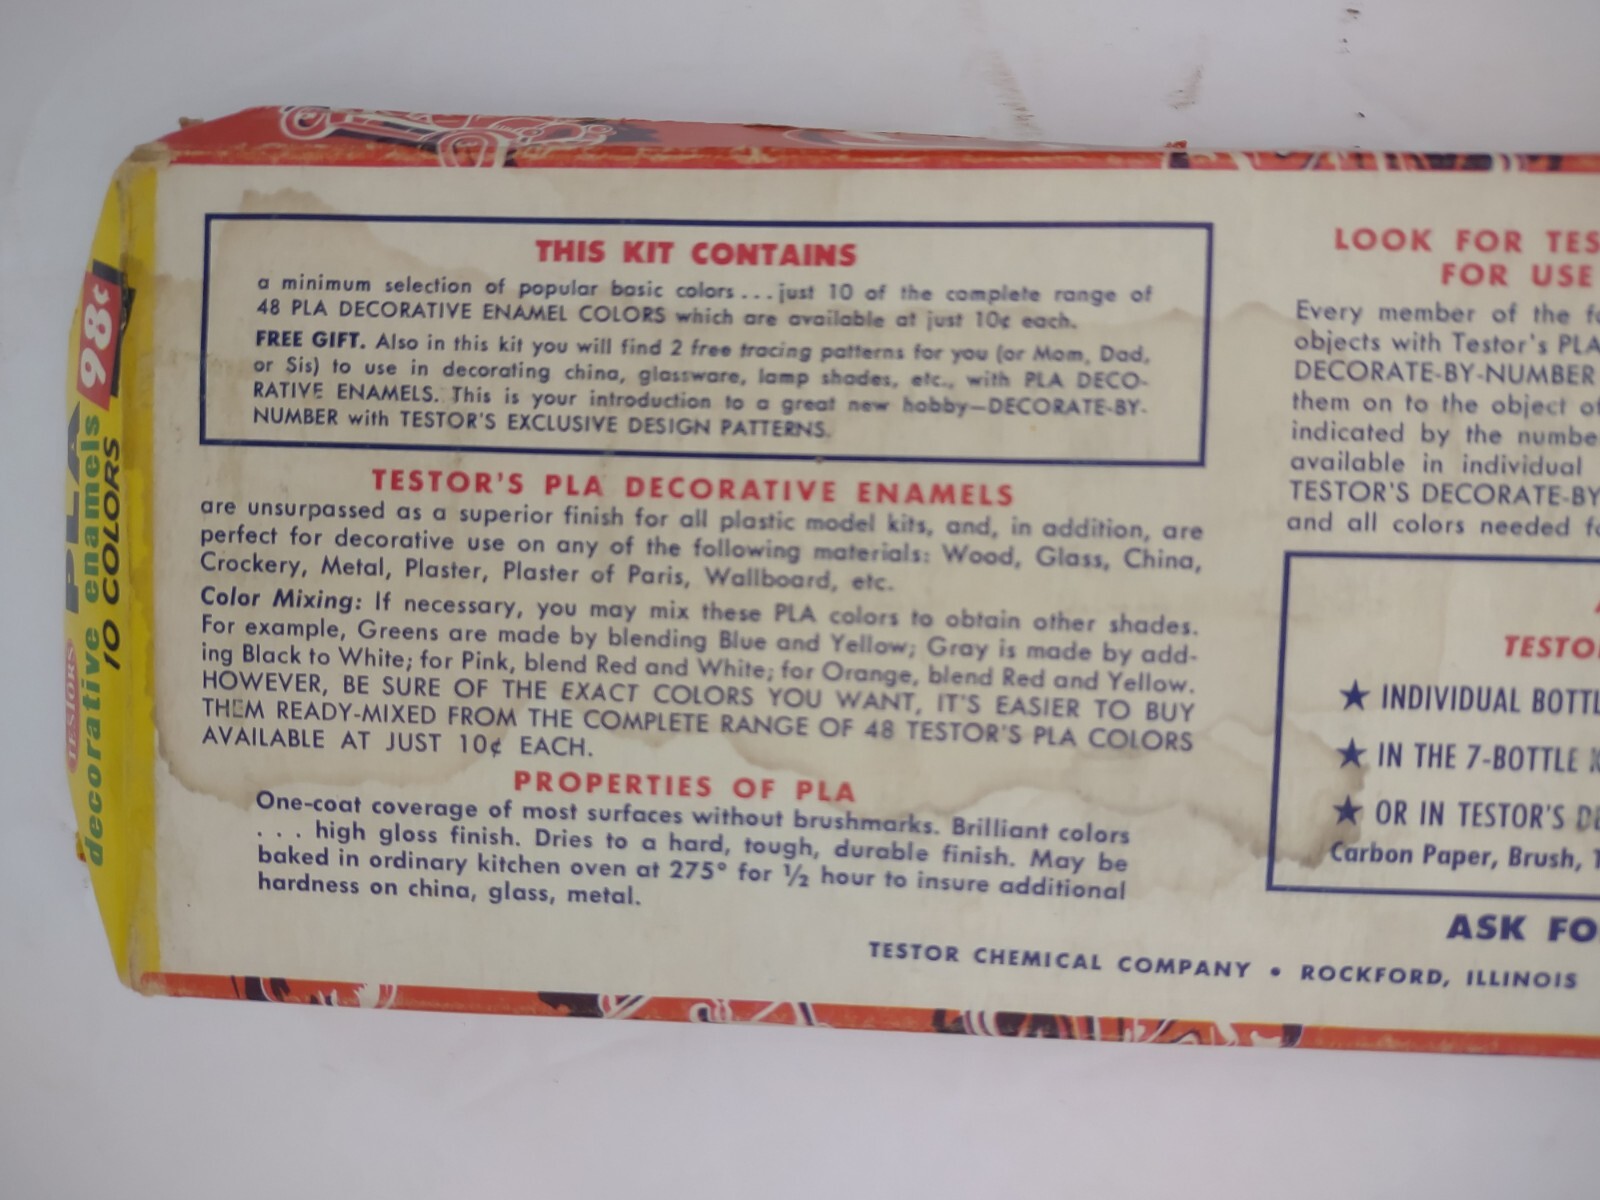 TESTORS
PLA
98¢
decorative enamels
10 COLORS
THIS KIT CONTAINS
a minimum selection of popular basic colors...just 10 of the complete range of
48 PLA DECORATIVE ENAMEL COLORS which are available at just 10¢ each.
FREE GIFT. Also in this kit you will find 2 free tracing patterns for you (or Mom, Dad,
or Sis) to use in decorating china, glassware, lamp shades, etc., with PLA DECO-
RATIVE ENAMELS. This is your introduction to a great new hobby—DECORATE-BY-
NUMBER with TESTOR'S EXCLUSIVE DESIGN PATTERNS.
TESTOR'S PLA DECORATIVE ENAMELS
are unsurpassed as a superior finish for all plastic model kits, and, in addition, are
perfect for decorative use on any of the following materials: Wood, Glass, China,
Crockery, Metal, Plaster, Plaster of Paris, Wallboard, etc.
Color Mixing: If necessary, you may mix these PLA colors to obtain other shades.
For example, Greens are made by blending Blue and Yellow; Gray is made by add-
ing Black to White; for Pink, blend Red and White; for Orange, blend Red and Yellow.
HOWEVER, BE SURE OF THE EXACT COLORS YOU WANT, IT'S EASIER TO BUY
THEM READY-MIXED FROM THE COMPLETE RANGE OF 48 TESTOR'S PLA COLORS
AVAILABLE AT JUST 10¢ EACH.
PROPERTIES OF PLA
One-coat coverage of most surfaces without brushmarks. Brilliant colors
. . . high gloss finish. Dries to a hard, tough, durable finish. May be
baked in ordinary kitchen oven at 275° for ½ hour to insure additional
hardness on china, glass, metal.
LOOK FOR TES
FOR USE
Every member of the
objects with Testor's PLA
DECORATE-BY-NUMBER
them on to the object of
indicated by the numbe
available in individual
TESTOR'S DECORATE-BY
and all colors needed
TESTO
★ INDIVIDUAL BOTTL
★ IN THE 7-BOTTLE
★ OR IN TESTOR'S
Carbon Paper, Brush,
ASK FO
TESTOR CHEMICAL COMPANY • ROCKFORD, ILLINOIS